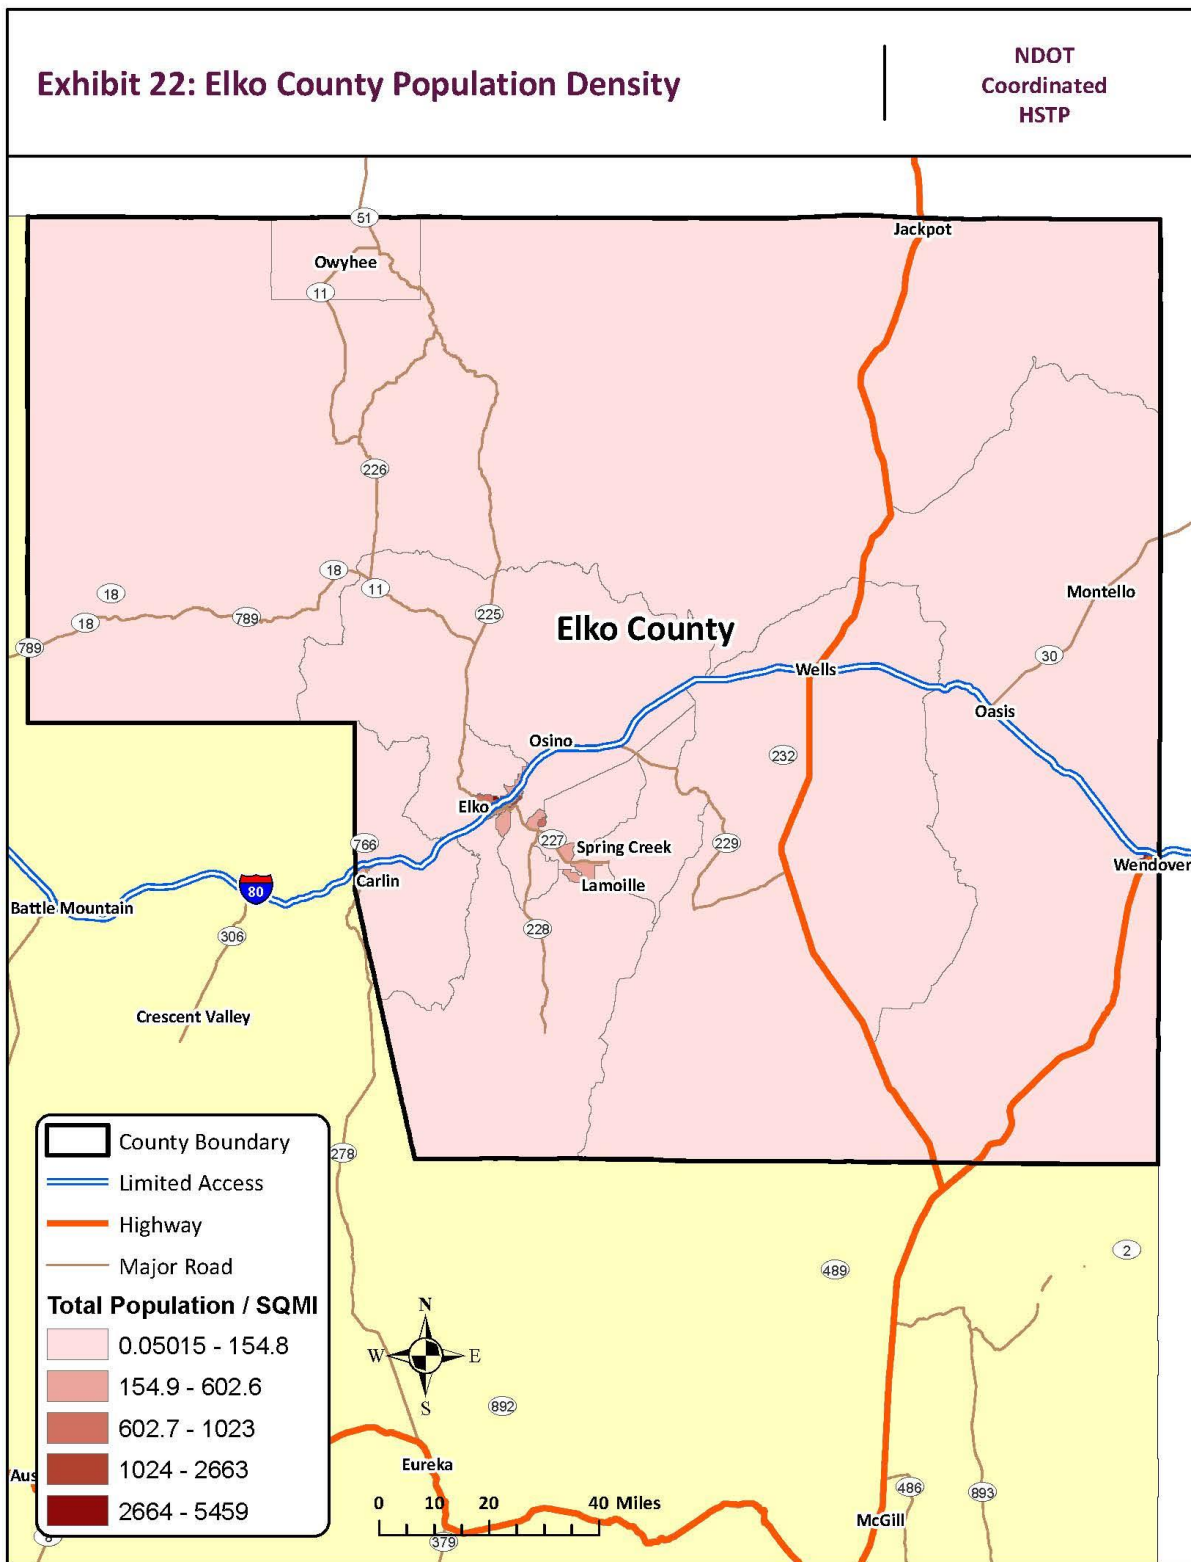 Exhibit 22: Elko County Population Density
NDOT
Coordinated
HSTP
51
Jackpot
Owyhee
11
226
18
18
11
Montello
225
18
789
Elko County
789
30
Wells
Oasis
Osino
232
Elko
766
227
229
Spring Creek
Wendover
Carlin
80
Lamoille
Battle Mountain
228
306
Crescent Valley
County Boundary
278
Limited Access
Highway
2
Major Road
489
Total Population / SQMI
N
0.05015 - 154.8
W
E
154.9 - 602.6
S
892
602.7 - 1023
Eureka
1024 - 2663
Aus
486
893
0 10 20 40 Miles
2664 - 5459
McGill
379